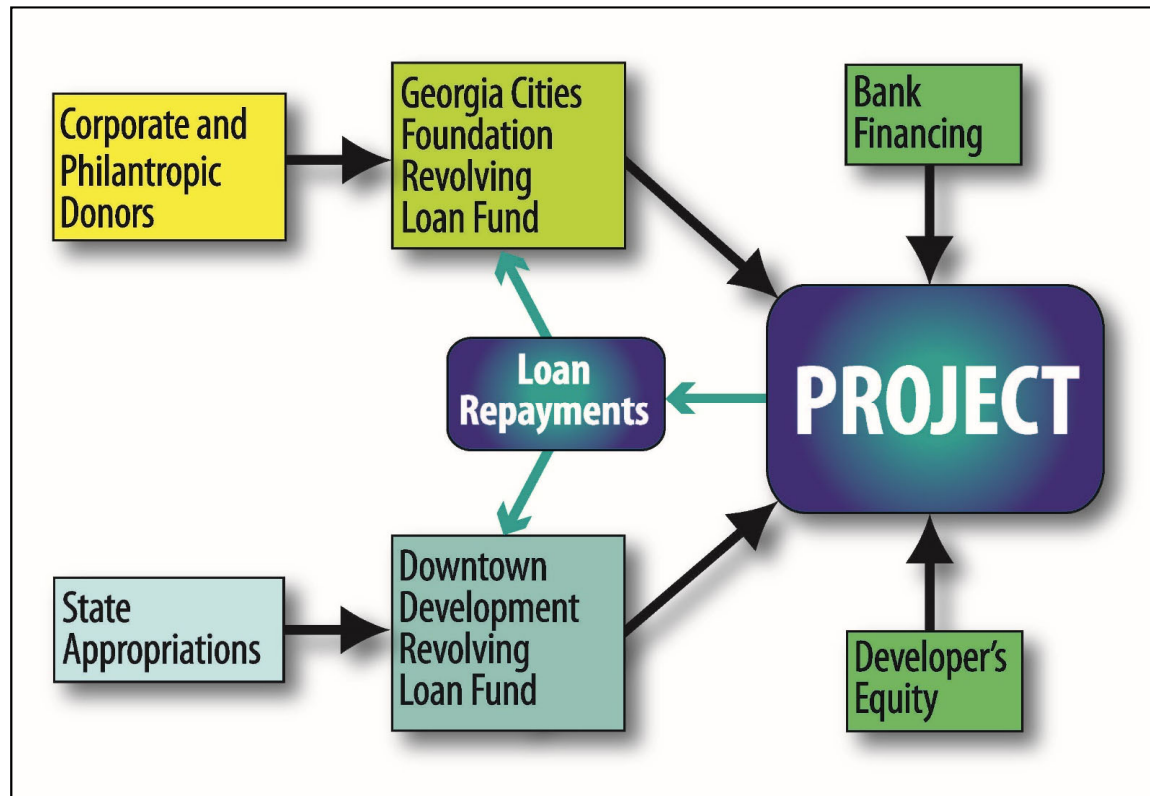 Corporate and
Philantropic
Donors
Georgia Cities
Foundation
Revolving
Loan Fund
Bank
Financing
Loan
Repayments
PROJECT
State
Appropriations
Downtown
Development
Revolving
Loan Fund
Developer’s
Equity